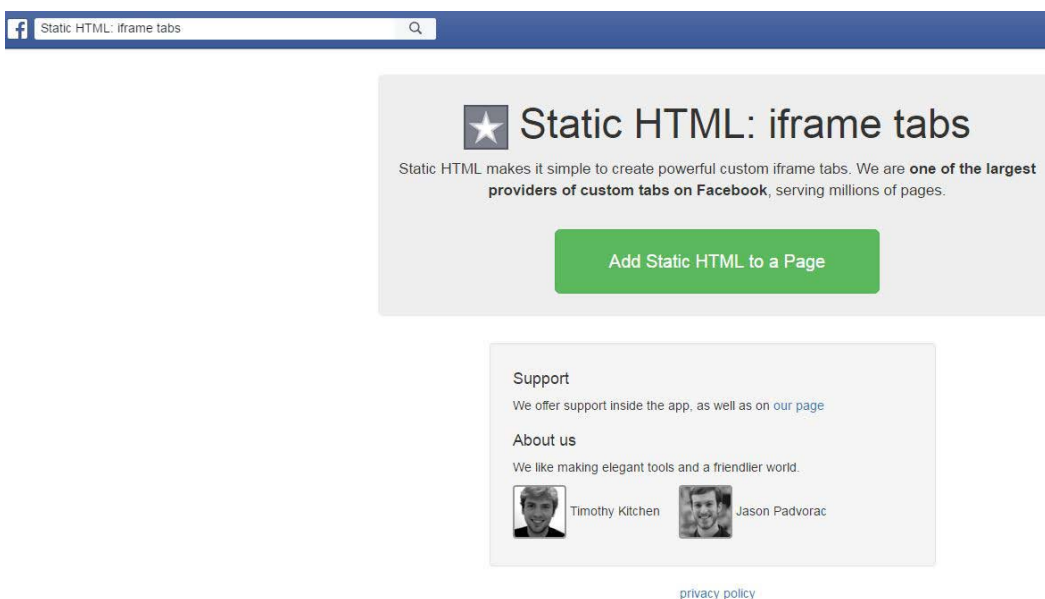 Static HTML: iframe tabs
Static HTML: iframe tabs
Static HTML makes it simple to create powerful custom iframe tabs. We are one of the largest
providers of custom tabs on Facebook, serving millions of pages.
Add Static HTML to a Page
Support
We offer support inside the app, as well as on our page
About us
We like making elegant tools and a friendlier world.
Timothy Kitchen Jason Padvorac
privacy policy